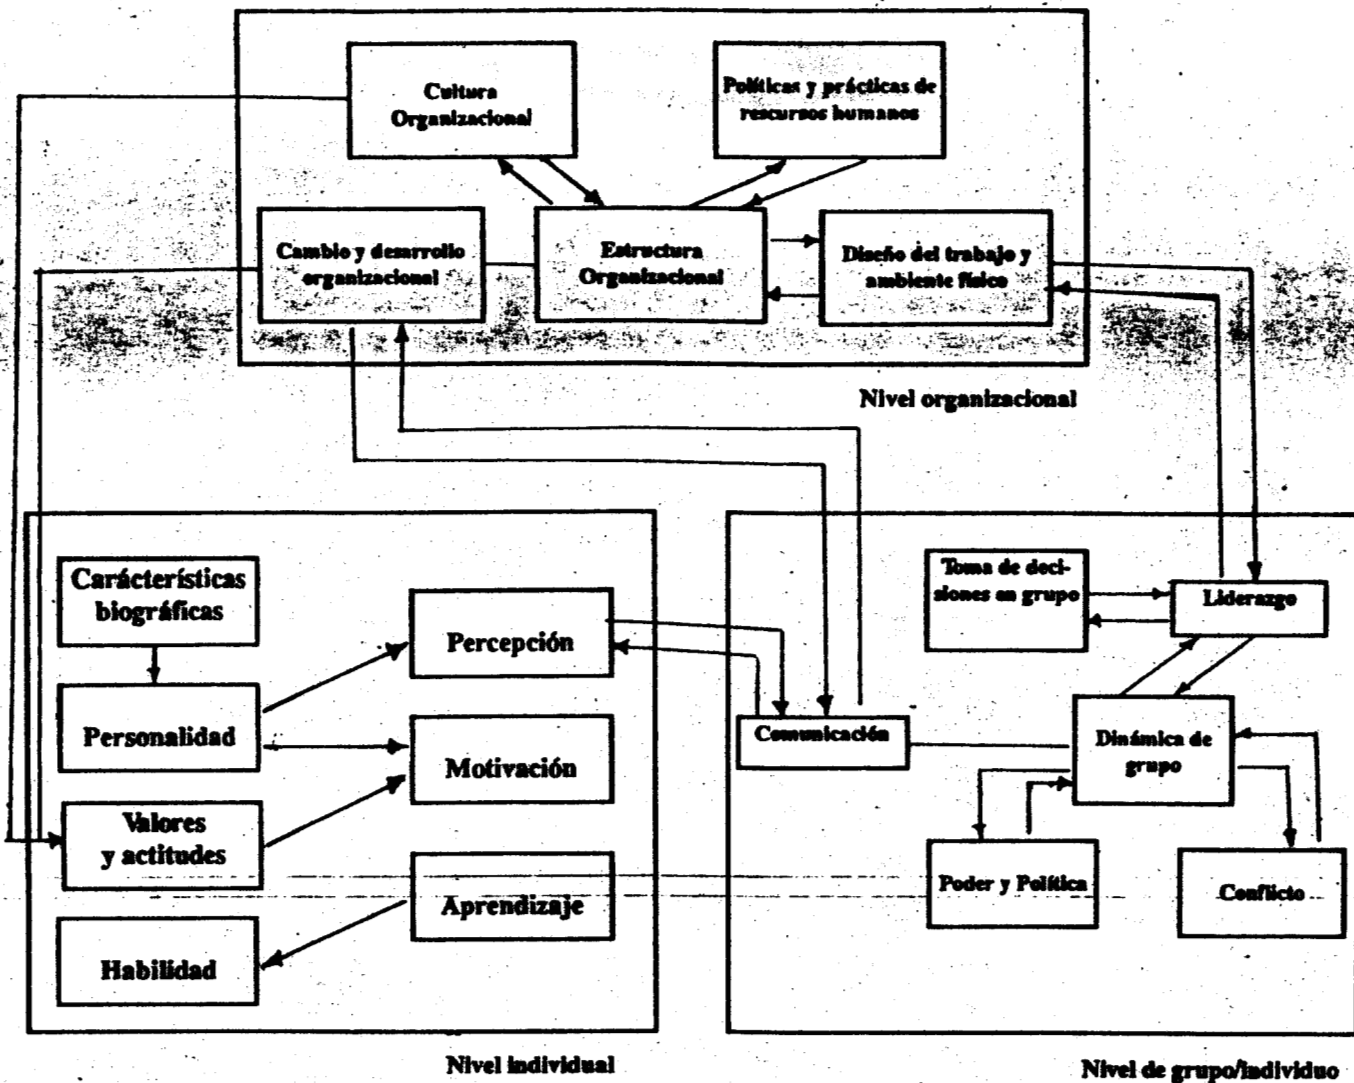 Cultura
Organizacional
Políticas y prácticas de
rescursos humanos
Cambio y desarrollo
organizacional
Estructura
Organizacional
Diseño del trabajo y
ambiente físico
Nivel organizacional
Carácterísticas
biográficas
Personalidad
Valores
y actitudes
Habilidad
Percepción
Motivación
Aprendizaje
Nivel individual
Toma de deci-
siones en grupo
Liderazgo
Comunicación
Dinámica de
grupo
Poder y Política
Conflicto
Nivel de grupo/individuo